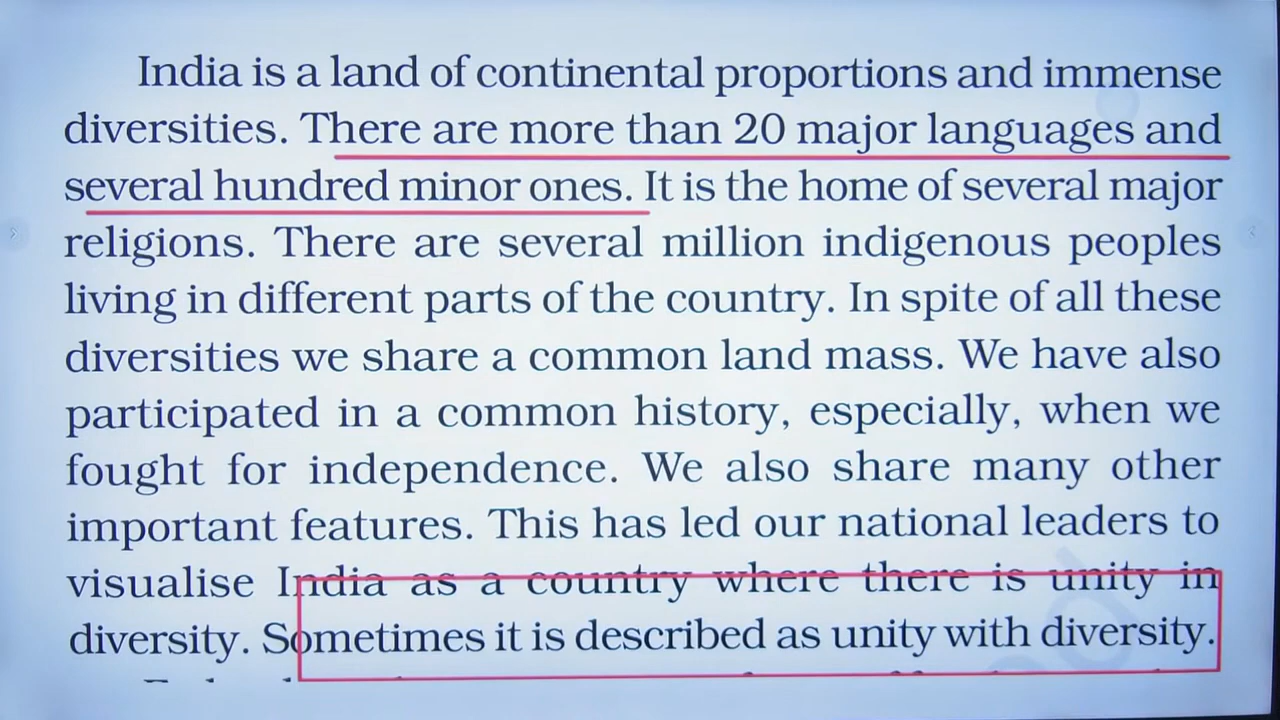 India is a land of continental proportions and immense
diversities. There are more than 20 major languages and
several hundred minor ones. It is the home of several major
religions. There are several million indigenous peoples
living in different parts of the country. In spite of all these
diversities we share a common land mass. We have also
participated in a common history, especially, when we
fought for independence. We also share many other
important features. This has led our national leaders to
visualise India as a country where there is unity in
diversity. Sometimes it is described as unity with diversity.